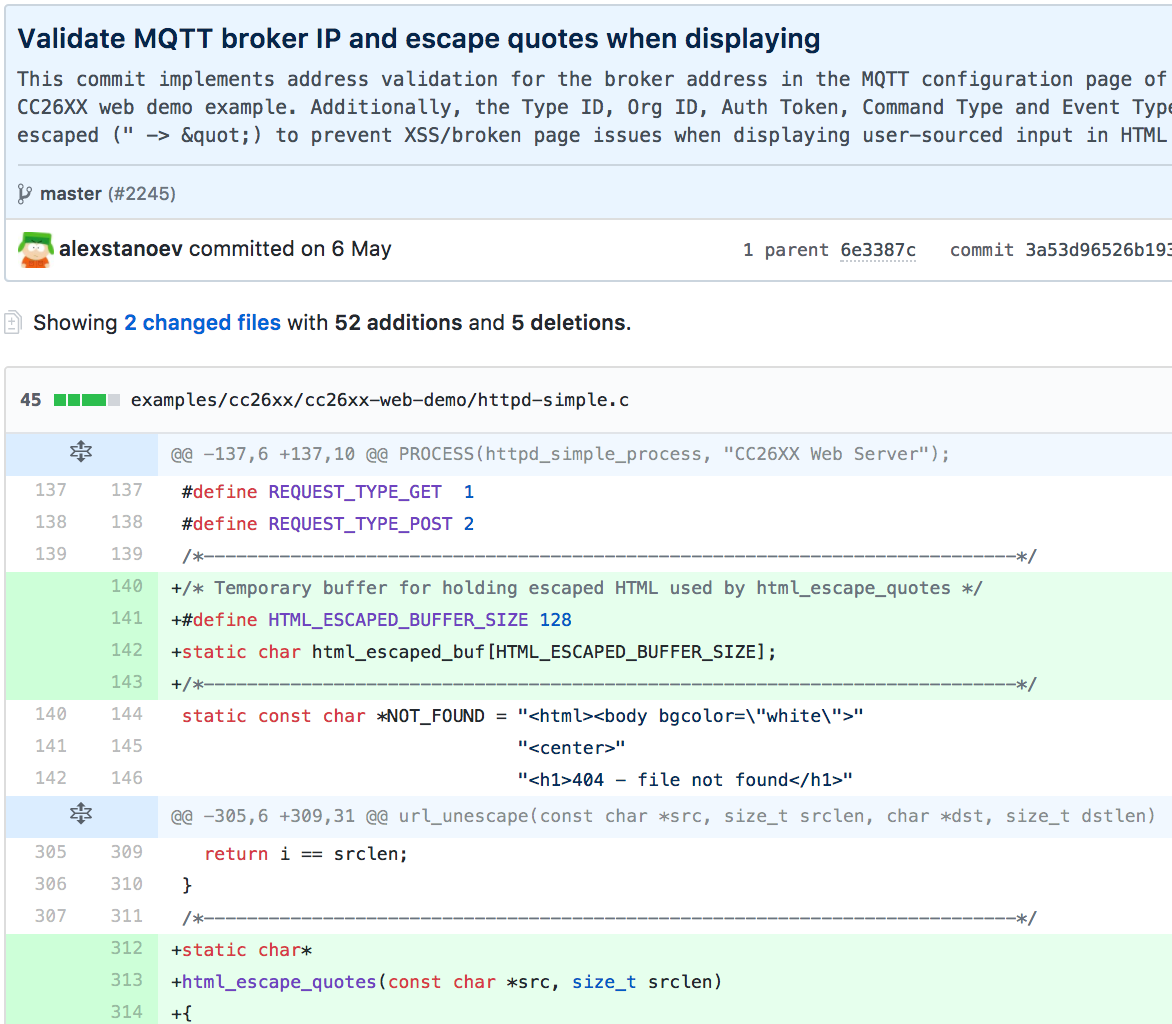 Validate MQTT broker IP and escape quotes when displaying
This commit implements address validation for the broker address in the MQTT configuration page of
CC26XX web demo example. Additionally, the Type ID, Org ID, Auth Token, Command Type and Event Type
escaped (" -> &quot;) to prevent XSS/broken page issues when displaying user-sourced input in HTML
master (#2245)
alexstanoev committed on 6 May 1 parent 6e3387c commit 3a53d96526b193
Showing 2 changed files with 52 additions and 5 deletions.
45 examples/cc26xx/cc26xx-web-demo/httpd-simple.c
@@ -137,6 +137,10 @@ PROCESS(httpd_simple_process, "CC26XX Web Server");
137 137 #define REQUEST_TYPE_GET 1
138 138 #define REQUEST_TYPE_POST 2
139 139 /*---------------------------------------------------------------------------*/
140 +/* Temporary buffer for holding escaped HTML used by html_escape_quotes */
141 +#define HTML_ESCAPED_BUFFER_SIZE 128
142 +static char html_escaped_buf[HTML_ESCAPED_BUFFER_SIZE];
143 +/*---------------------------------------------------------------------------*/
140 144 static const char *NOT_FOUND = "<html><body bgcolor=\"white\">"
141 145 "<center>"
142 146 "<h1>404 - file not found</h1>"
@@ -305,6 +309,31 @@ url_unescape(const char *src, size_t srclen, char *dst, size_t dstlen)
305 309 return i == srclen;
306 310 }
307 311 /*---------------------------------------------------------------------------*/
312 +static char*
313 +html_escape_quotes(const char *src, size_t srclen)
314 +{